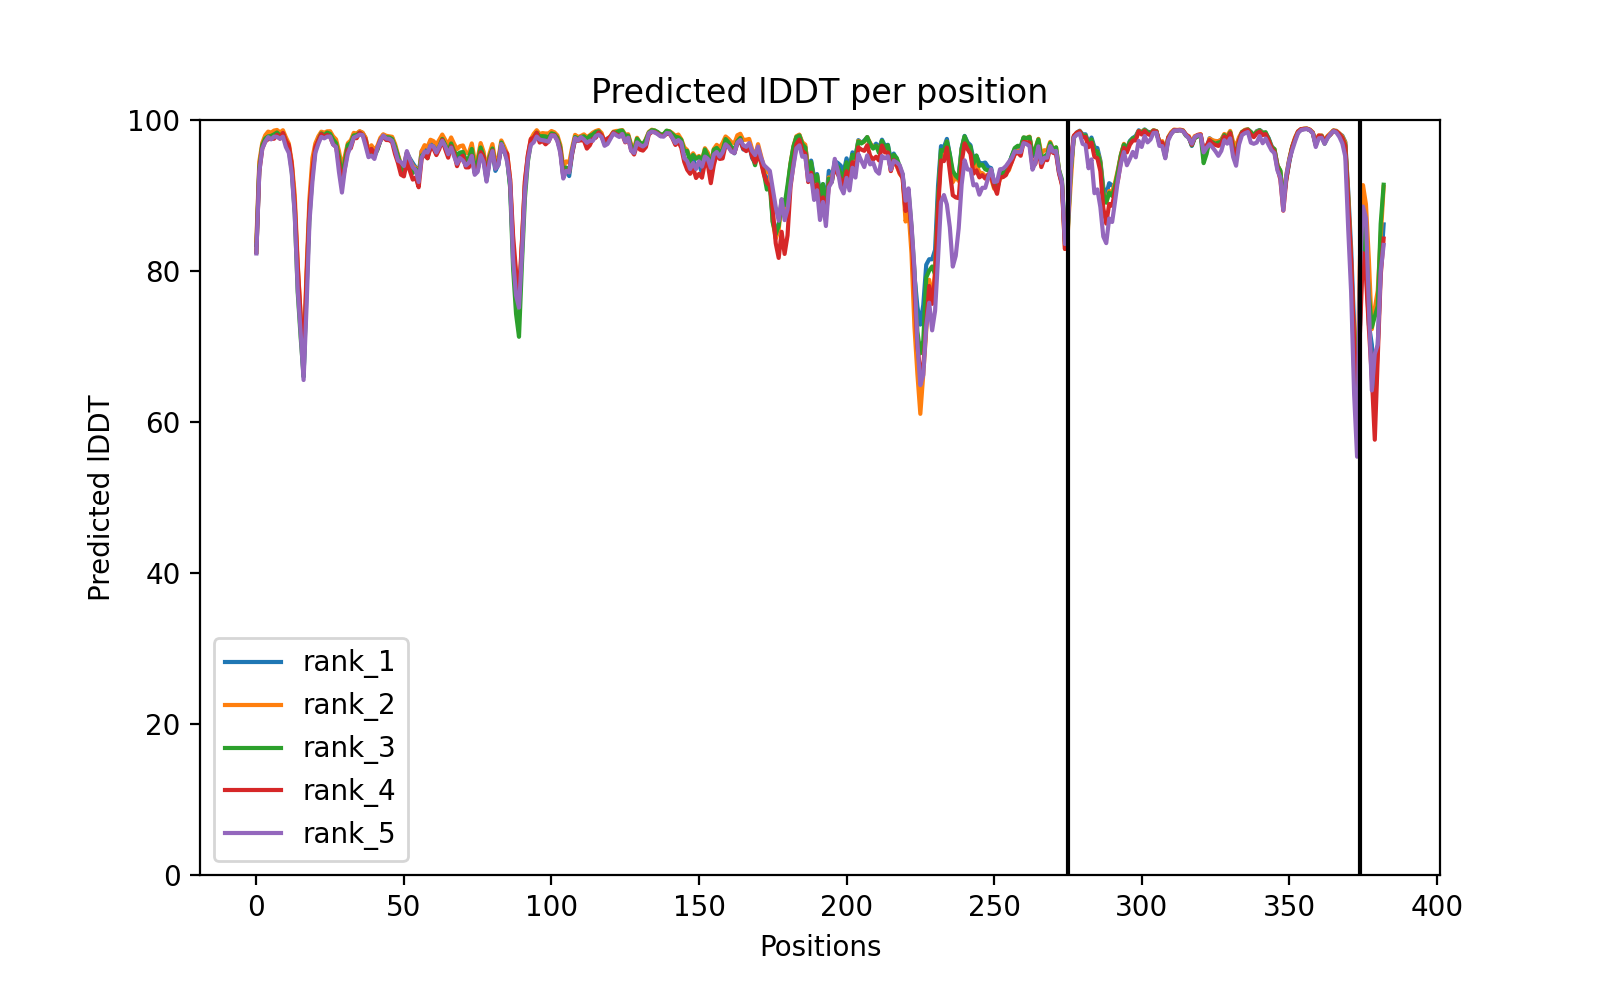 Predicted lDDT per position
100
80
60
40
20
0
Predicted lDDT
rank_1
rank_2
rank_3
rank_4
rank_5
0 50 100 150 200 250 300 350 400
Positions